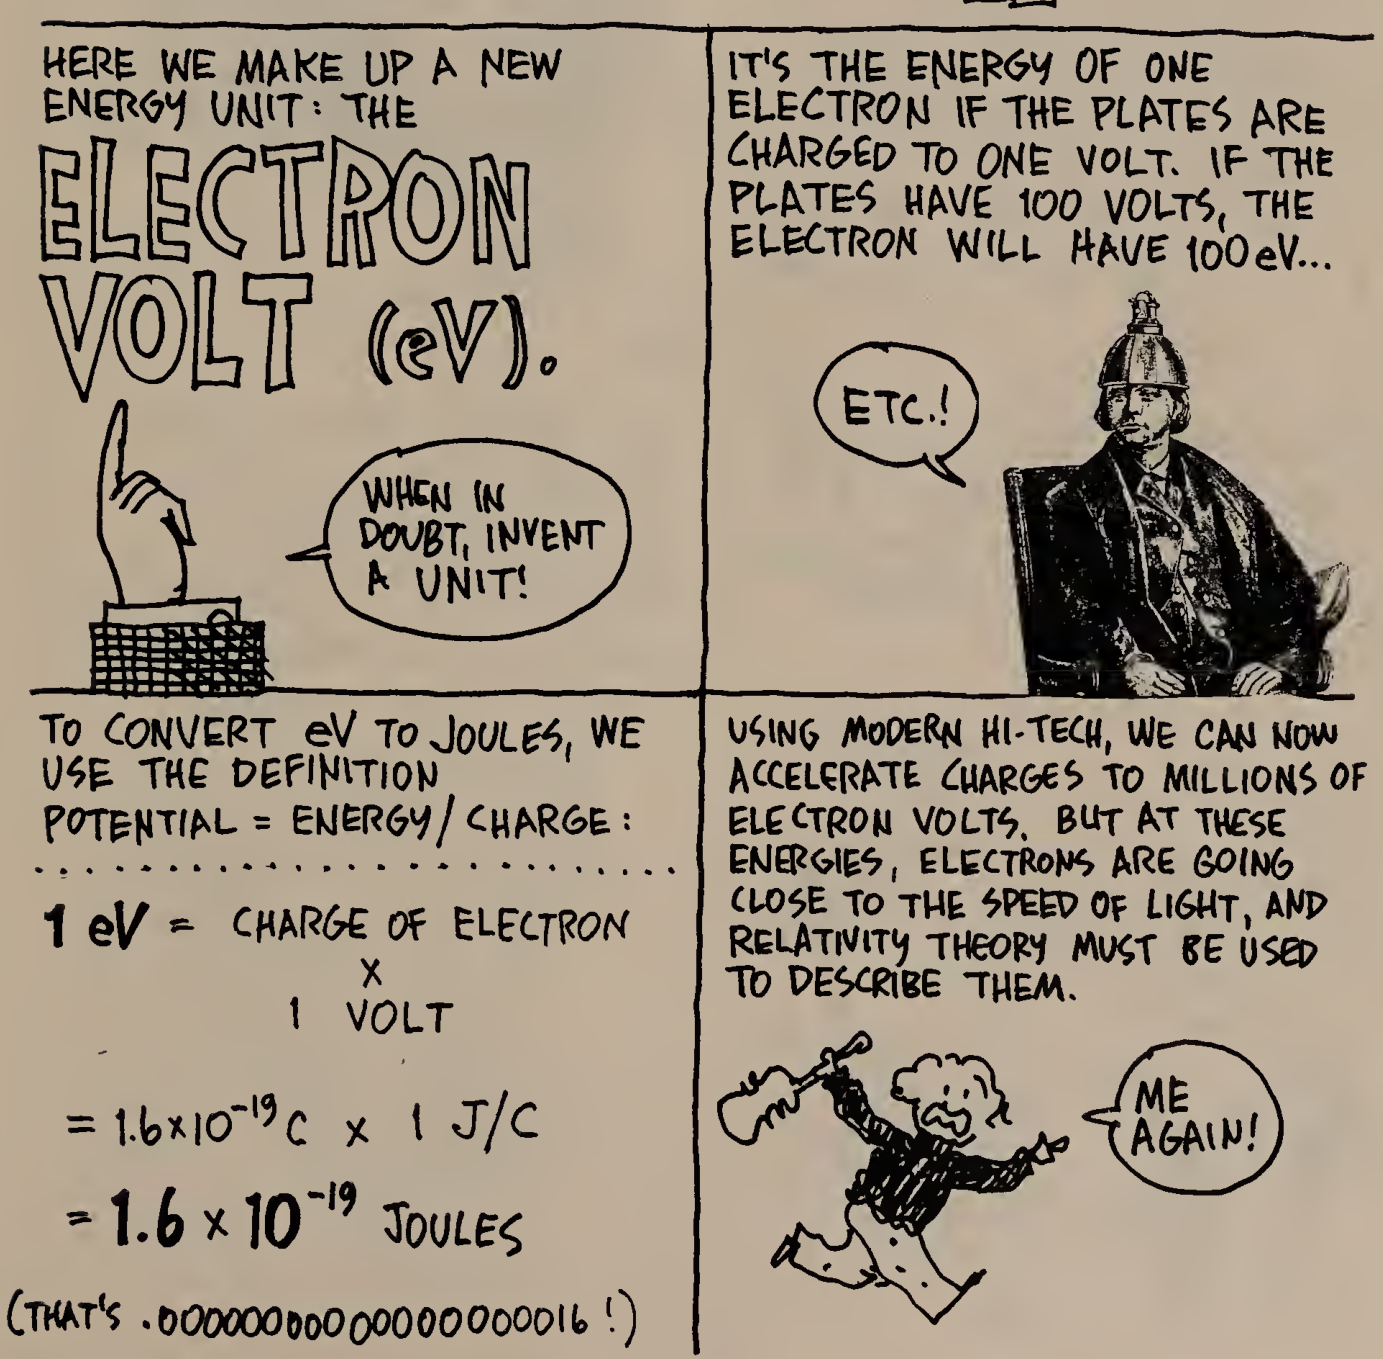 HERE WE MAKE UP A NEW
ENERGY UNIT: THE
ELECTRON
VOLT (eV).
WHEN IN
DOUBT, INVENT
A UNIT!
IT'S THE ENERGY OF ONE
ELECTRON IF THE PLATES ARE
CHARGED TO ONE VOLT. IF THE
PLATES HAVE 100 VOLTS, THE
ELECTRON WILL HAVE 100 eV...
ETC.!
TO CONVERT eV TO JOULES, WE
USE THE DEFINITION
POTENTIAL = ENERGY/CHARGE:
1 eV = CHARGE OF ELECTRON
x
1 VOLT
= 1.6x10⁻¹⁹ C x 1 J/C
= 1.6 x 10⁻¹⁹ JOULES
(THAT'S .00000000000000000016!)
USING MODERN HI-TECH, WE CAN NOW
ACCELERATE CHARGES TO MILLIONS OF
ELECTRON VOLTS. BUT AT THESE
ENERGIES, ELECTRONS ARE GOING
CLOSE TO THE SPEED OF LIGHT, AND
RELATIVITY THEORY MUST BE USED
TO DESCRIBE THEM.
ME
AGAIN!